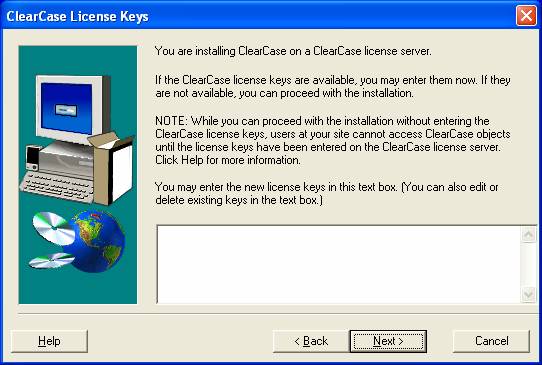 ClearCase License Keys
You are installing ClearCase on a ClearCase license server.
If the ClearCase license keys are available, you may enter them now. If they
are not available, you can proceed with the installation.
NOTE: While you can proceed with the installation without entering the
ClearCase license keys, users at your site cannot access ClearCase objects
until the license keys have been entered on the ClearCase license server.
Click Help for more information.
You may enter the new license keys in this text box. (You can also edit or
delete existing keys in the text box.)
Help
< Back
Next >
Cancel